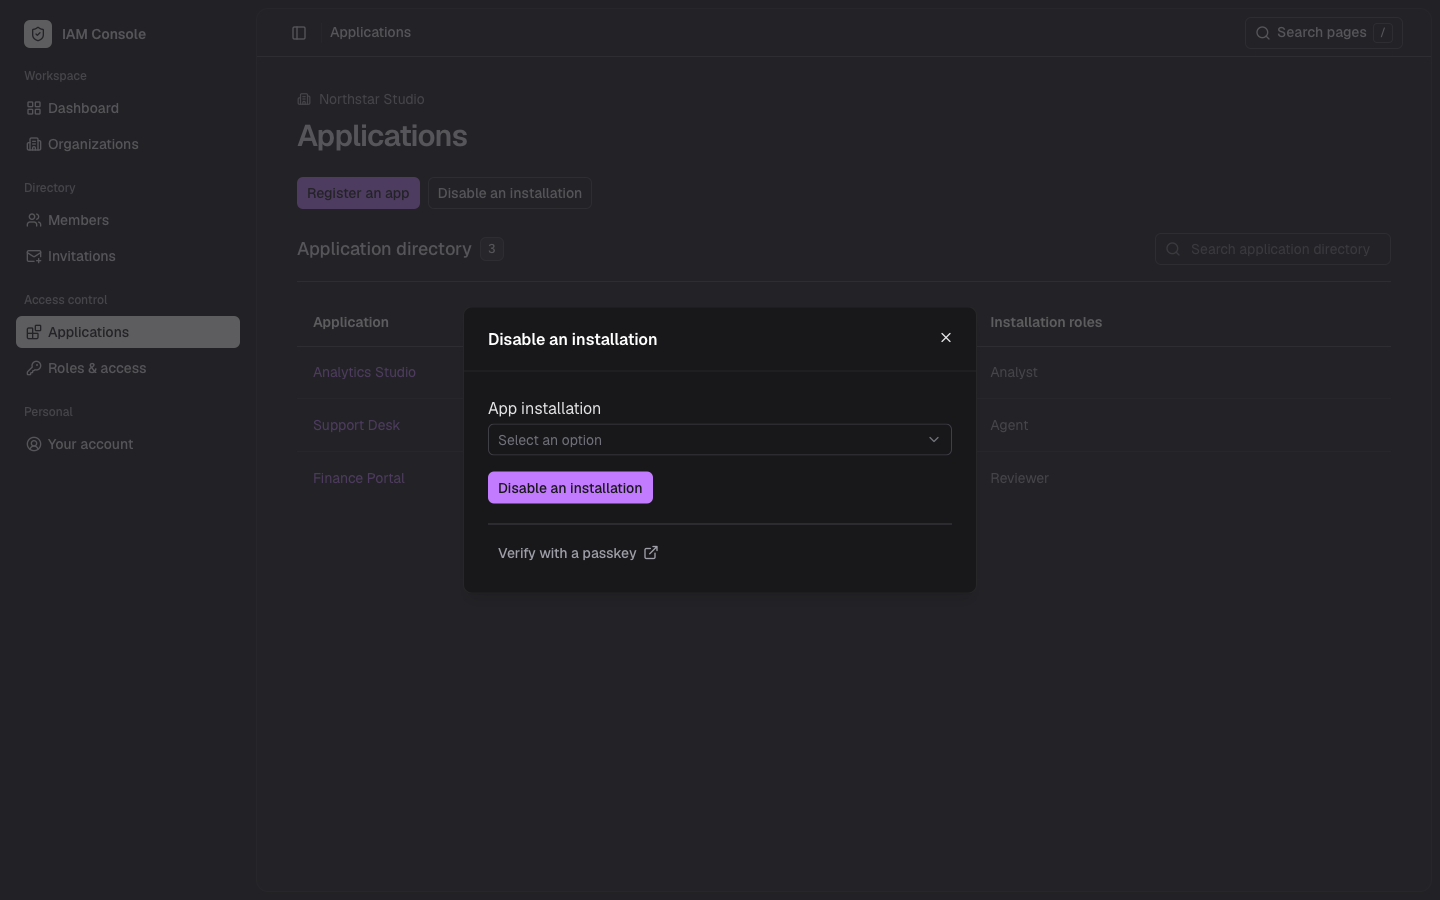 IAM Console
Workspace
Dashboard
Organizations
Directory
Members
Invitations
Access control
Applications
Roles & access
Personal
Your account
Applications
Search pages /
Northstar Studio
Applications
Register an app
Disable an installation
Application directory 3
Search application directory
Application
Installation roles
Analytics Studio
Analyst
Support Desk
Agent
Finance Portal
Reviewer
Disable an installation
App installation
Select an option
Disable an installation
Verify with a passkey